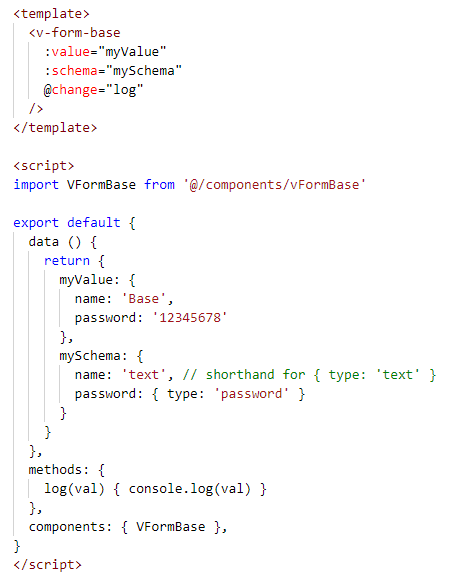 <template>
  <v-form-base
    :value="myValue"
    :schema="mySchema"
    @change="log"
  />
</template>

<script>
import VFormBase from '@/components/vFormBase'

export default {
  data () {
    return {
      myValue: {
        name: 'Base',
        password: '12345678'
      },
      mySchema: {
        name: 'text', // shorthand for { type: 'text' }
        password: { type: 'password' }
      }
    }
  },
  methods: {
    log(val) { console.log(val) }
  },
  components: { VFormBase },
}
</script>